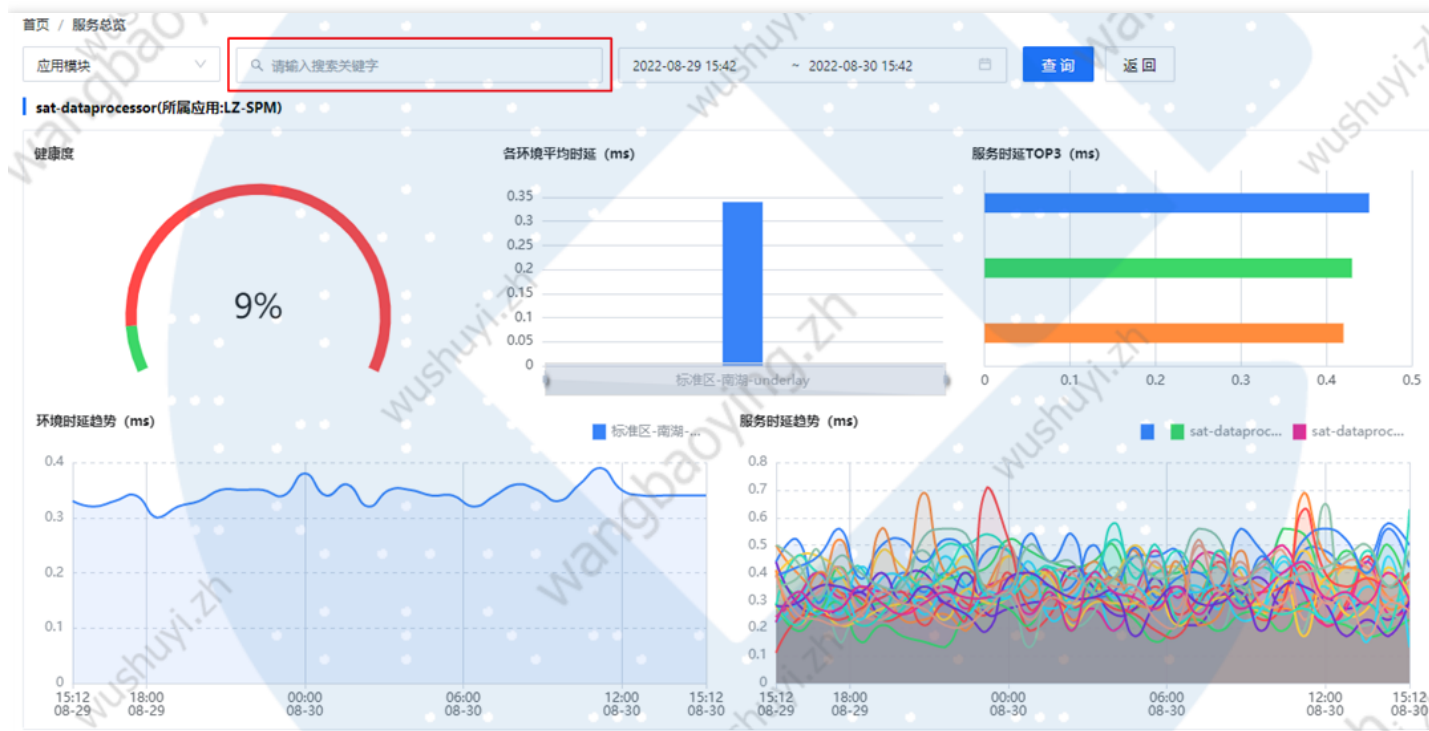 首页 / 服务总览
应用模块 请输入搜索关键字 2022-08-29 15:42 ~ 2022-08-30 15:42 查询 返回
sat-dataprocessor(所属应用:LZ-SPM)
健康度
9%
各环境平均时延（ms）
0.35
0.3
0.25
0.2
0.15
0.1
0.05
0
标准区-南湖-underlay
服务时延TOP3（ms）
0 0.1 0.2 0.3 0.4 0.5
环境时延趋势（ms）
标准区-南湖-...
0.4
0.3
0.2
0.1
0
15:12 18:00 00:00 06:00 12:00 15:12
08-29 08-29 08-30 08-30 08-30 08-30
服务时延趋势（ms）
sat-dataproc... sat-dataproc...
0.8
0.7
0.6
0.5
0.4
0.3
0.2
0.1
0
15:12 18:00 00:00 06:00 12:00 15:12
08-29 08-29 08-30 08-30 08-30 08-30
wangbaoying.zh
wushuyi.zh